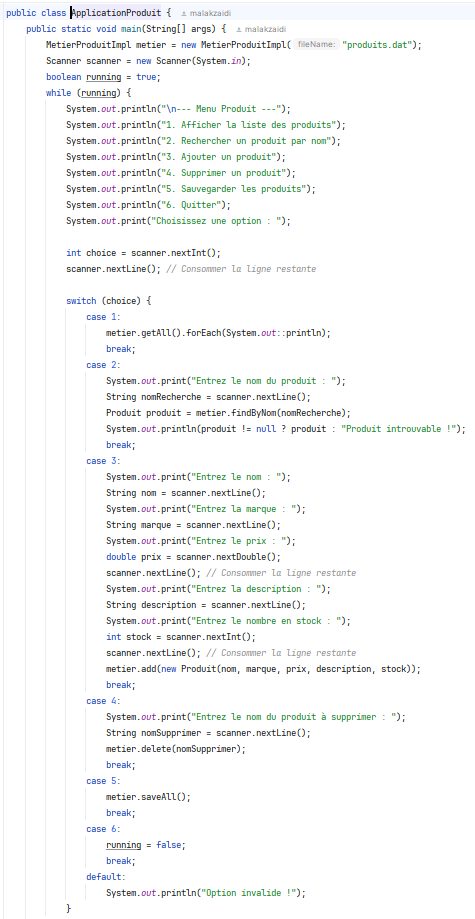 public class ApplicationProduit { malakzaidi
public static void main(String[] args) { malakzaidi
MetierProduitImpl metier = new MetierProduitImpl( fileName: "produits.dat");
Scanner scanner = new Scanner(System.in);
boolean running = true;
while (running) {
System.out.println("\n--- Menu Produit ---");
System.out.println("1. Afficher la liste des produits");
System.out.println("2. Rechercher un produit par nom");
System.out.println("3. Ajouter un produit");
System.out.println("4. Supprimer un produit");
System.out.println("5. Sauvegarder les produits");
System.out.println("6. Quitter");
System.out.print("Choisissez une option : ");
int choice = scanner.nextInt();
scanner.nextLine(); // Consommer la ligne restante
switch (choice) {
case 1:
metier.getAll().forEach(System.out::println);
break;
case 2:
System.out.print("Entrez le nom du produit : ");
String nomRecherche = scanner.nextLine();
Produit produit = metier.findByNom(nomRecherche);
System.out.println(produit != null ? produit : "Produit introuvable !");
break;
case 3:
System.out.print("Entrez le nom : ");
String nom = scanner.nextLine();
System.out.print("Entrez la marque : ");
String marque = scanner.nextLine();
System.out.print("Entrez le prix : ");
double prix = scanner.nextDouble();
scanner.nextLine(); // Consommer la ligne restante
System.out.print("Entrez la description : ");
String description = scanner.nextLine();
System.out.print("Entrez le nombre en stock : ");
int stock = scanner.nextInt();
scanner.nextLine(); // Consommer la ligne restante
metier.add(new Produit(nom, marque, prix, description, stock));
break;
case 4:
System.out.print("Entrez le nom du produit à supprimer : ");
String nomSupprimer = scanner.nextLine();
metier.delete(nomSupprimer);
break;
case 5:
metier.saveAll();
break;
case 6:
running = false;
break;
default:
System.out.println("Option invalide !");
}